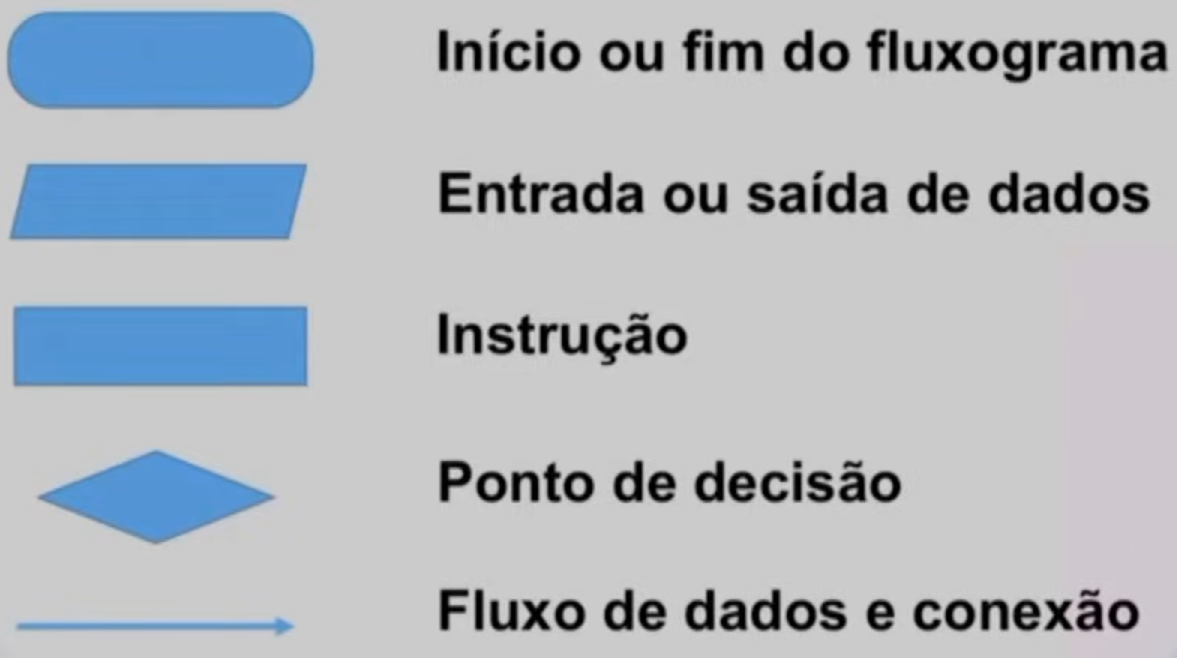 Início ou fim do fluxograma
Entrada ou saída de dados
Instrução
Ponto de decisão
Fluxo de dados e conexão